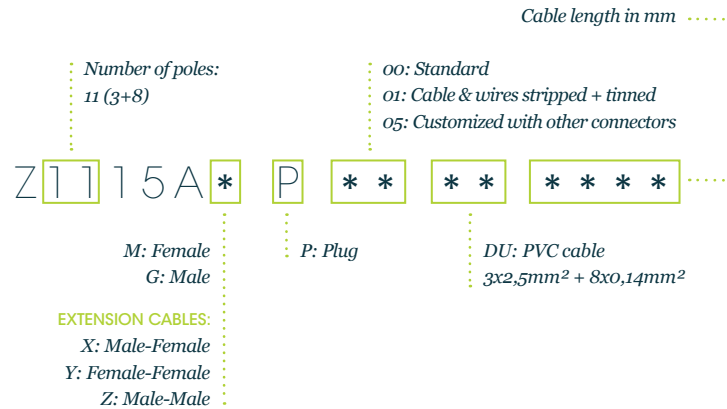 Cable length in mm
Number of poles:
11 (3+8)
00: Standard
01: Cable & wires stripped + tinned
05: Customized with other connectors
Z1115A* P ** ** ****
M: Female
G: Male
P: Plug
DU: PVC cable
3x2,5mm² + 8x0,14mm²
EXTENSION CABLES:
X: Male-Female
Y: Female-Female
Z: Male-Male